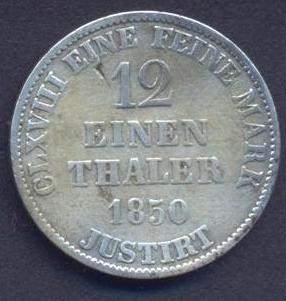 CLXVIII EINE FEINE MARK
12
EINEN
THALER
1850
JUSTIRT